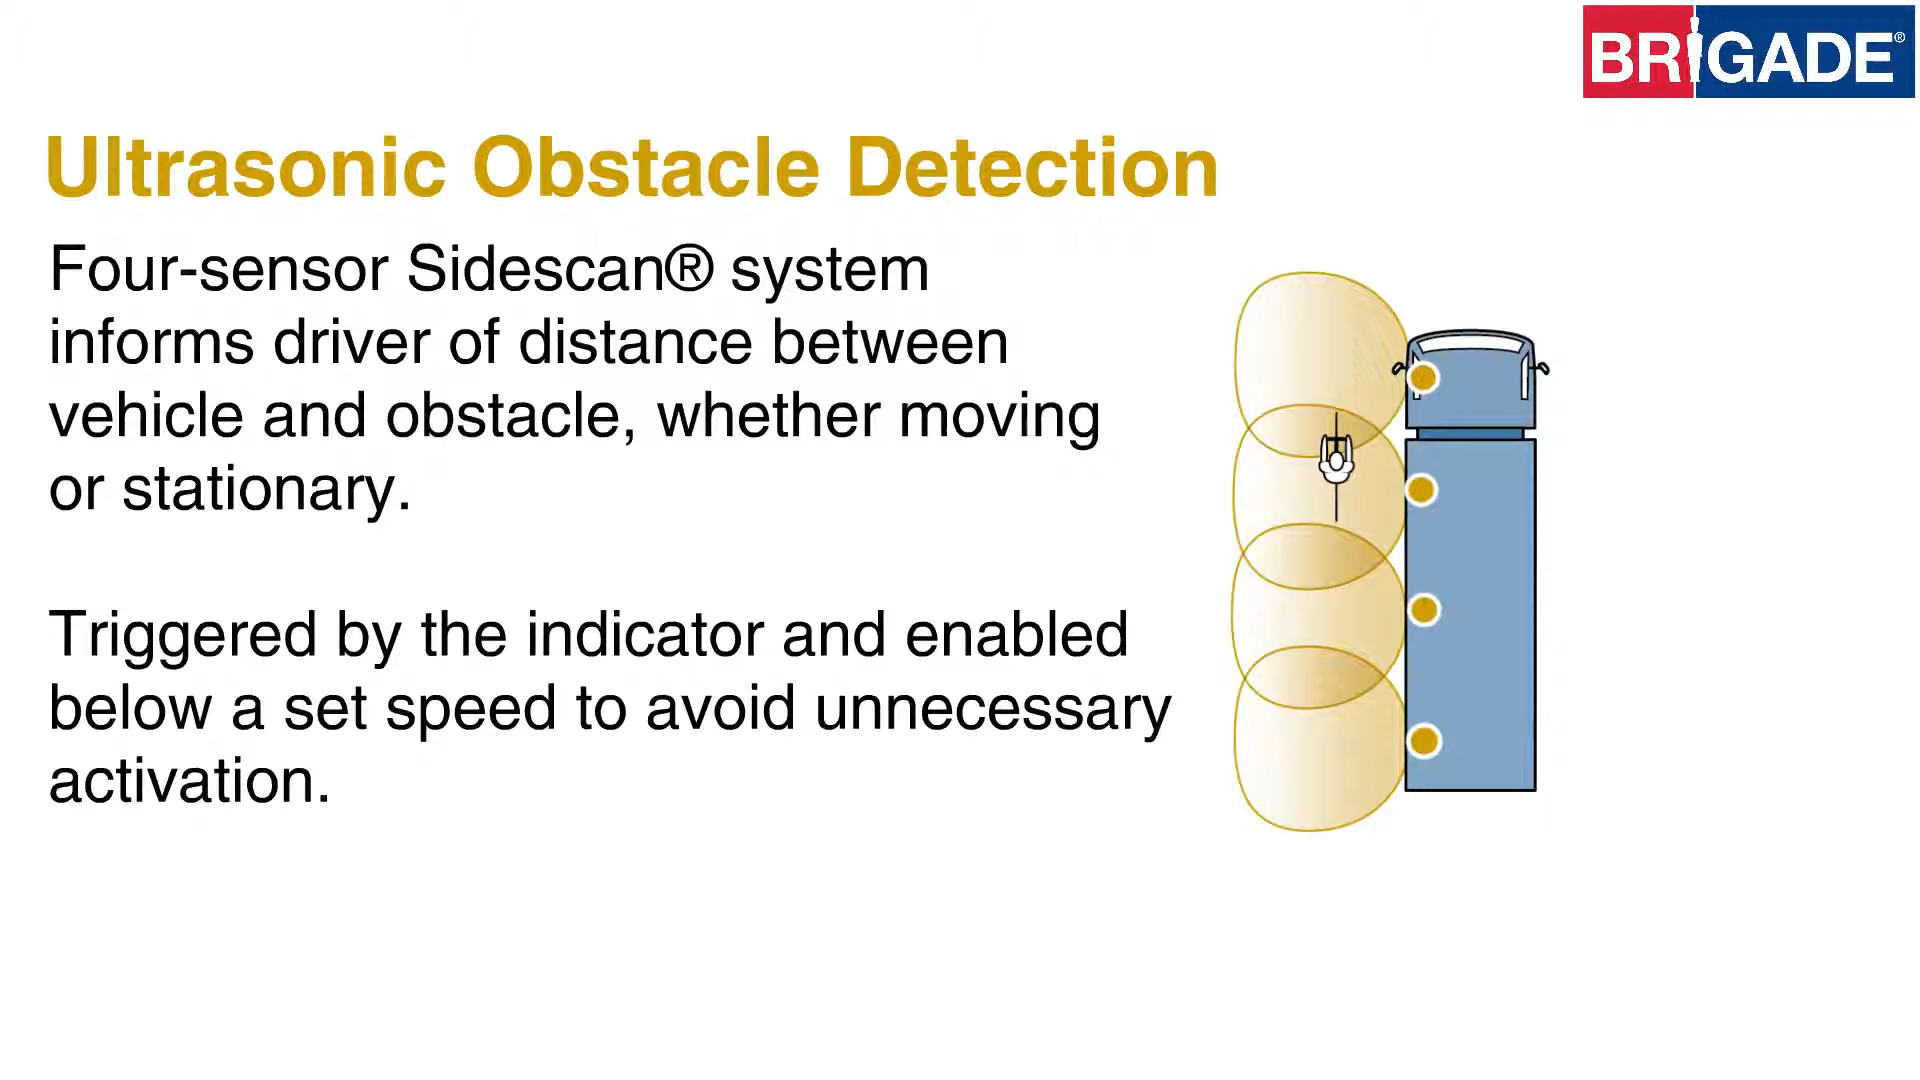 BRIGADE®
Ultrasonic Obstacle Detection
Four-sensor Sidescan® system
informs driver of distance between
vehicle and obstacle, whether moving
or stationary.
Triggered by the indicator and enabled
below a set speed to avoid unnecessary
activation.